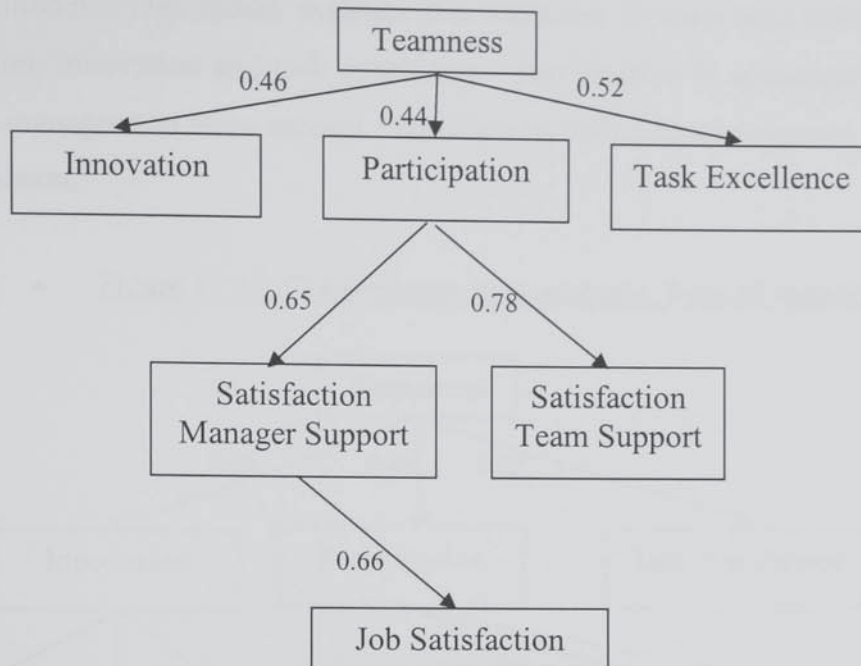 Teamness
0.46
0.52
0.44
Innovation
Participation
Task Excellence
0.65
0.78
Satisfaction
Manager Support
Satisfaction
Team Support
0.66
Job Satisfaction